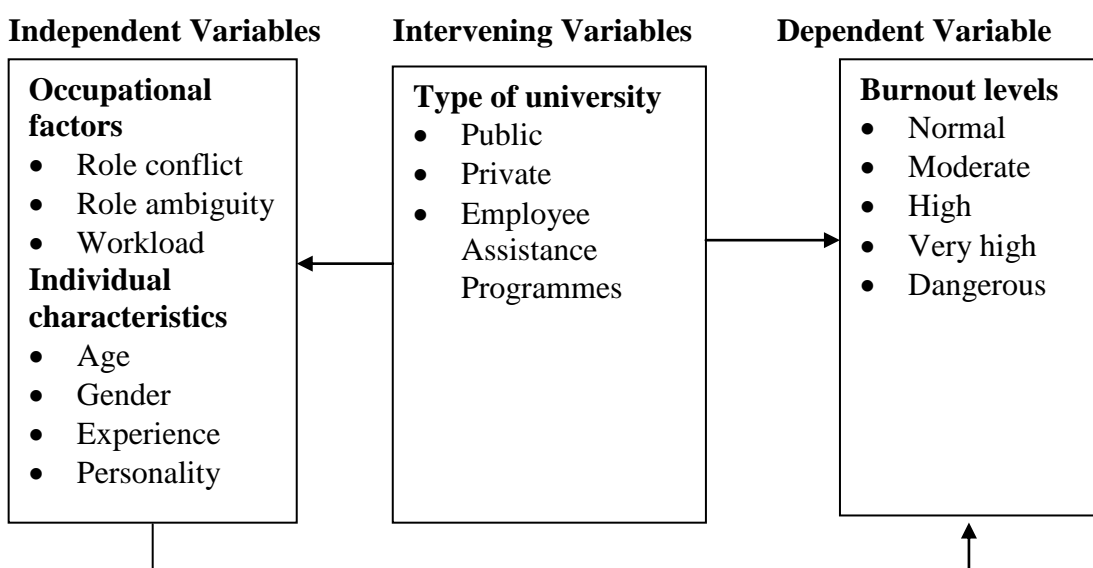 Independent Variables
Occupational
factors
• Role conflict
• Role ambiguity
• Workload
Individual
characteristics
• Age
• Gender
• Experience
• Personality
Intervening Variables
Type of university
• Public
• Private
• Employee
Assistance
Programmes
Dependent Variable
Burnout levels
• Normal
• Moderate
• High
• Very high
• Dangerous